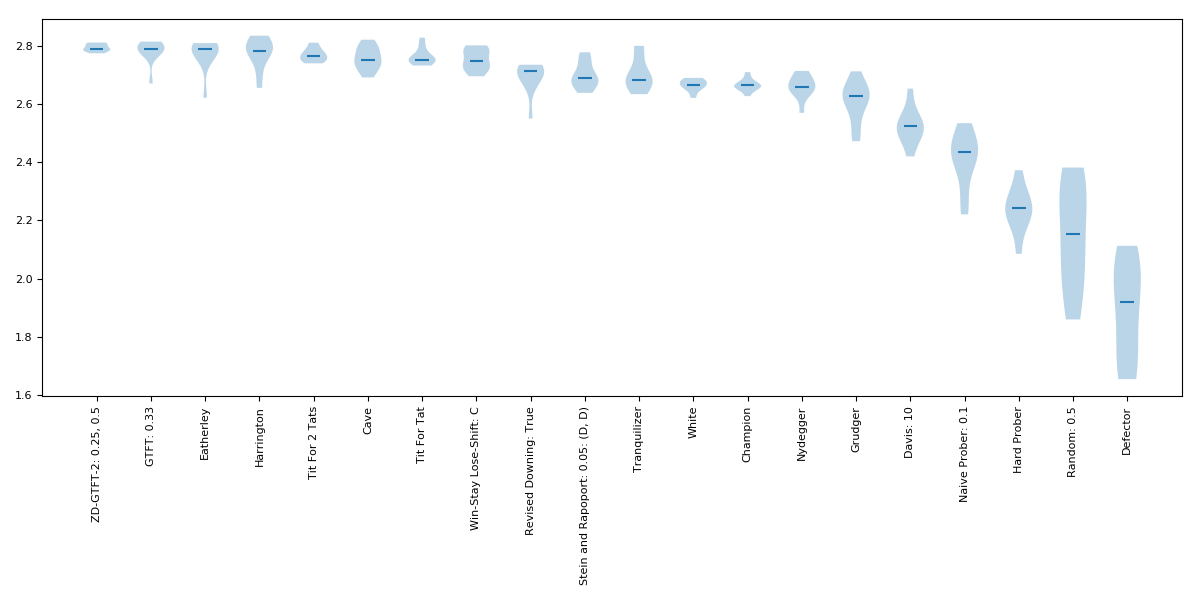 2.8
2.6
2.4
2.2
2.0
1.8
1.6
ZD-GTFT-2: 0.25, 0.5
GTFT: 0.33
Eatherley
Harrington
Tit For 2 Tats
Cave
Tit For Tat
Win-Stay Lose-Shift: C
Revised Downing: True
Stein and Rapoport: 0.05: (D, D)
Tranquilizer
White
Champion
Nydegger
Grudger
Davis: 10
Naive Prober: 0.1
Hard Prober
Random: 0.5
Defector